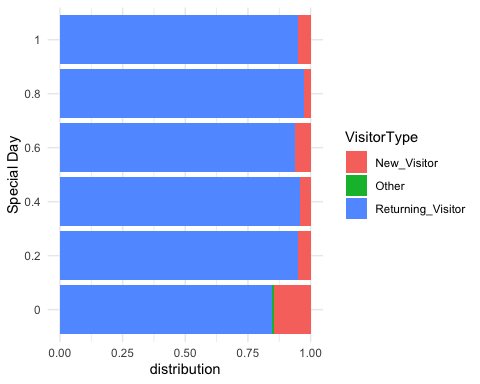 1
0.8
0.6
0.4
0.2
0
Special Day
0.00 0.25 0.50 0.75 1.00
distribution
VisitorType
New_Visitor
Other
Returning_Visitor